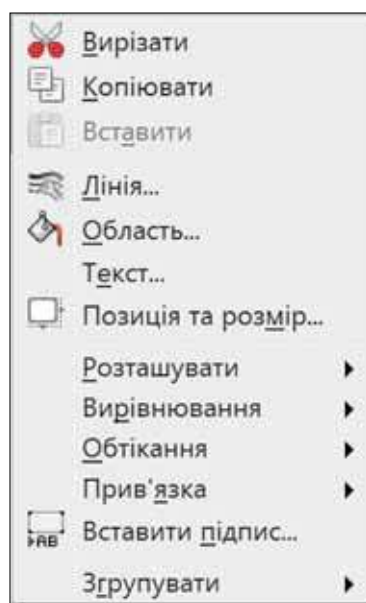 Вирізати
Копіювати
Вставити
Лінія...
Область...
Текст...
Позиція та розмір...
Розташувати
Вирівнювання
Обтікання
Прив'язка
Вставити підпис...
Згрупувати